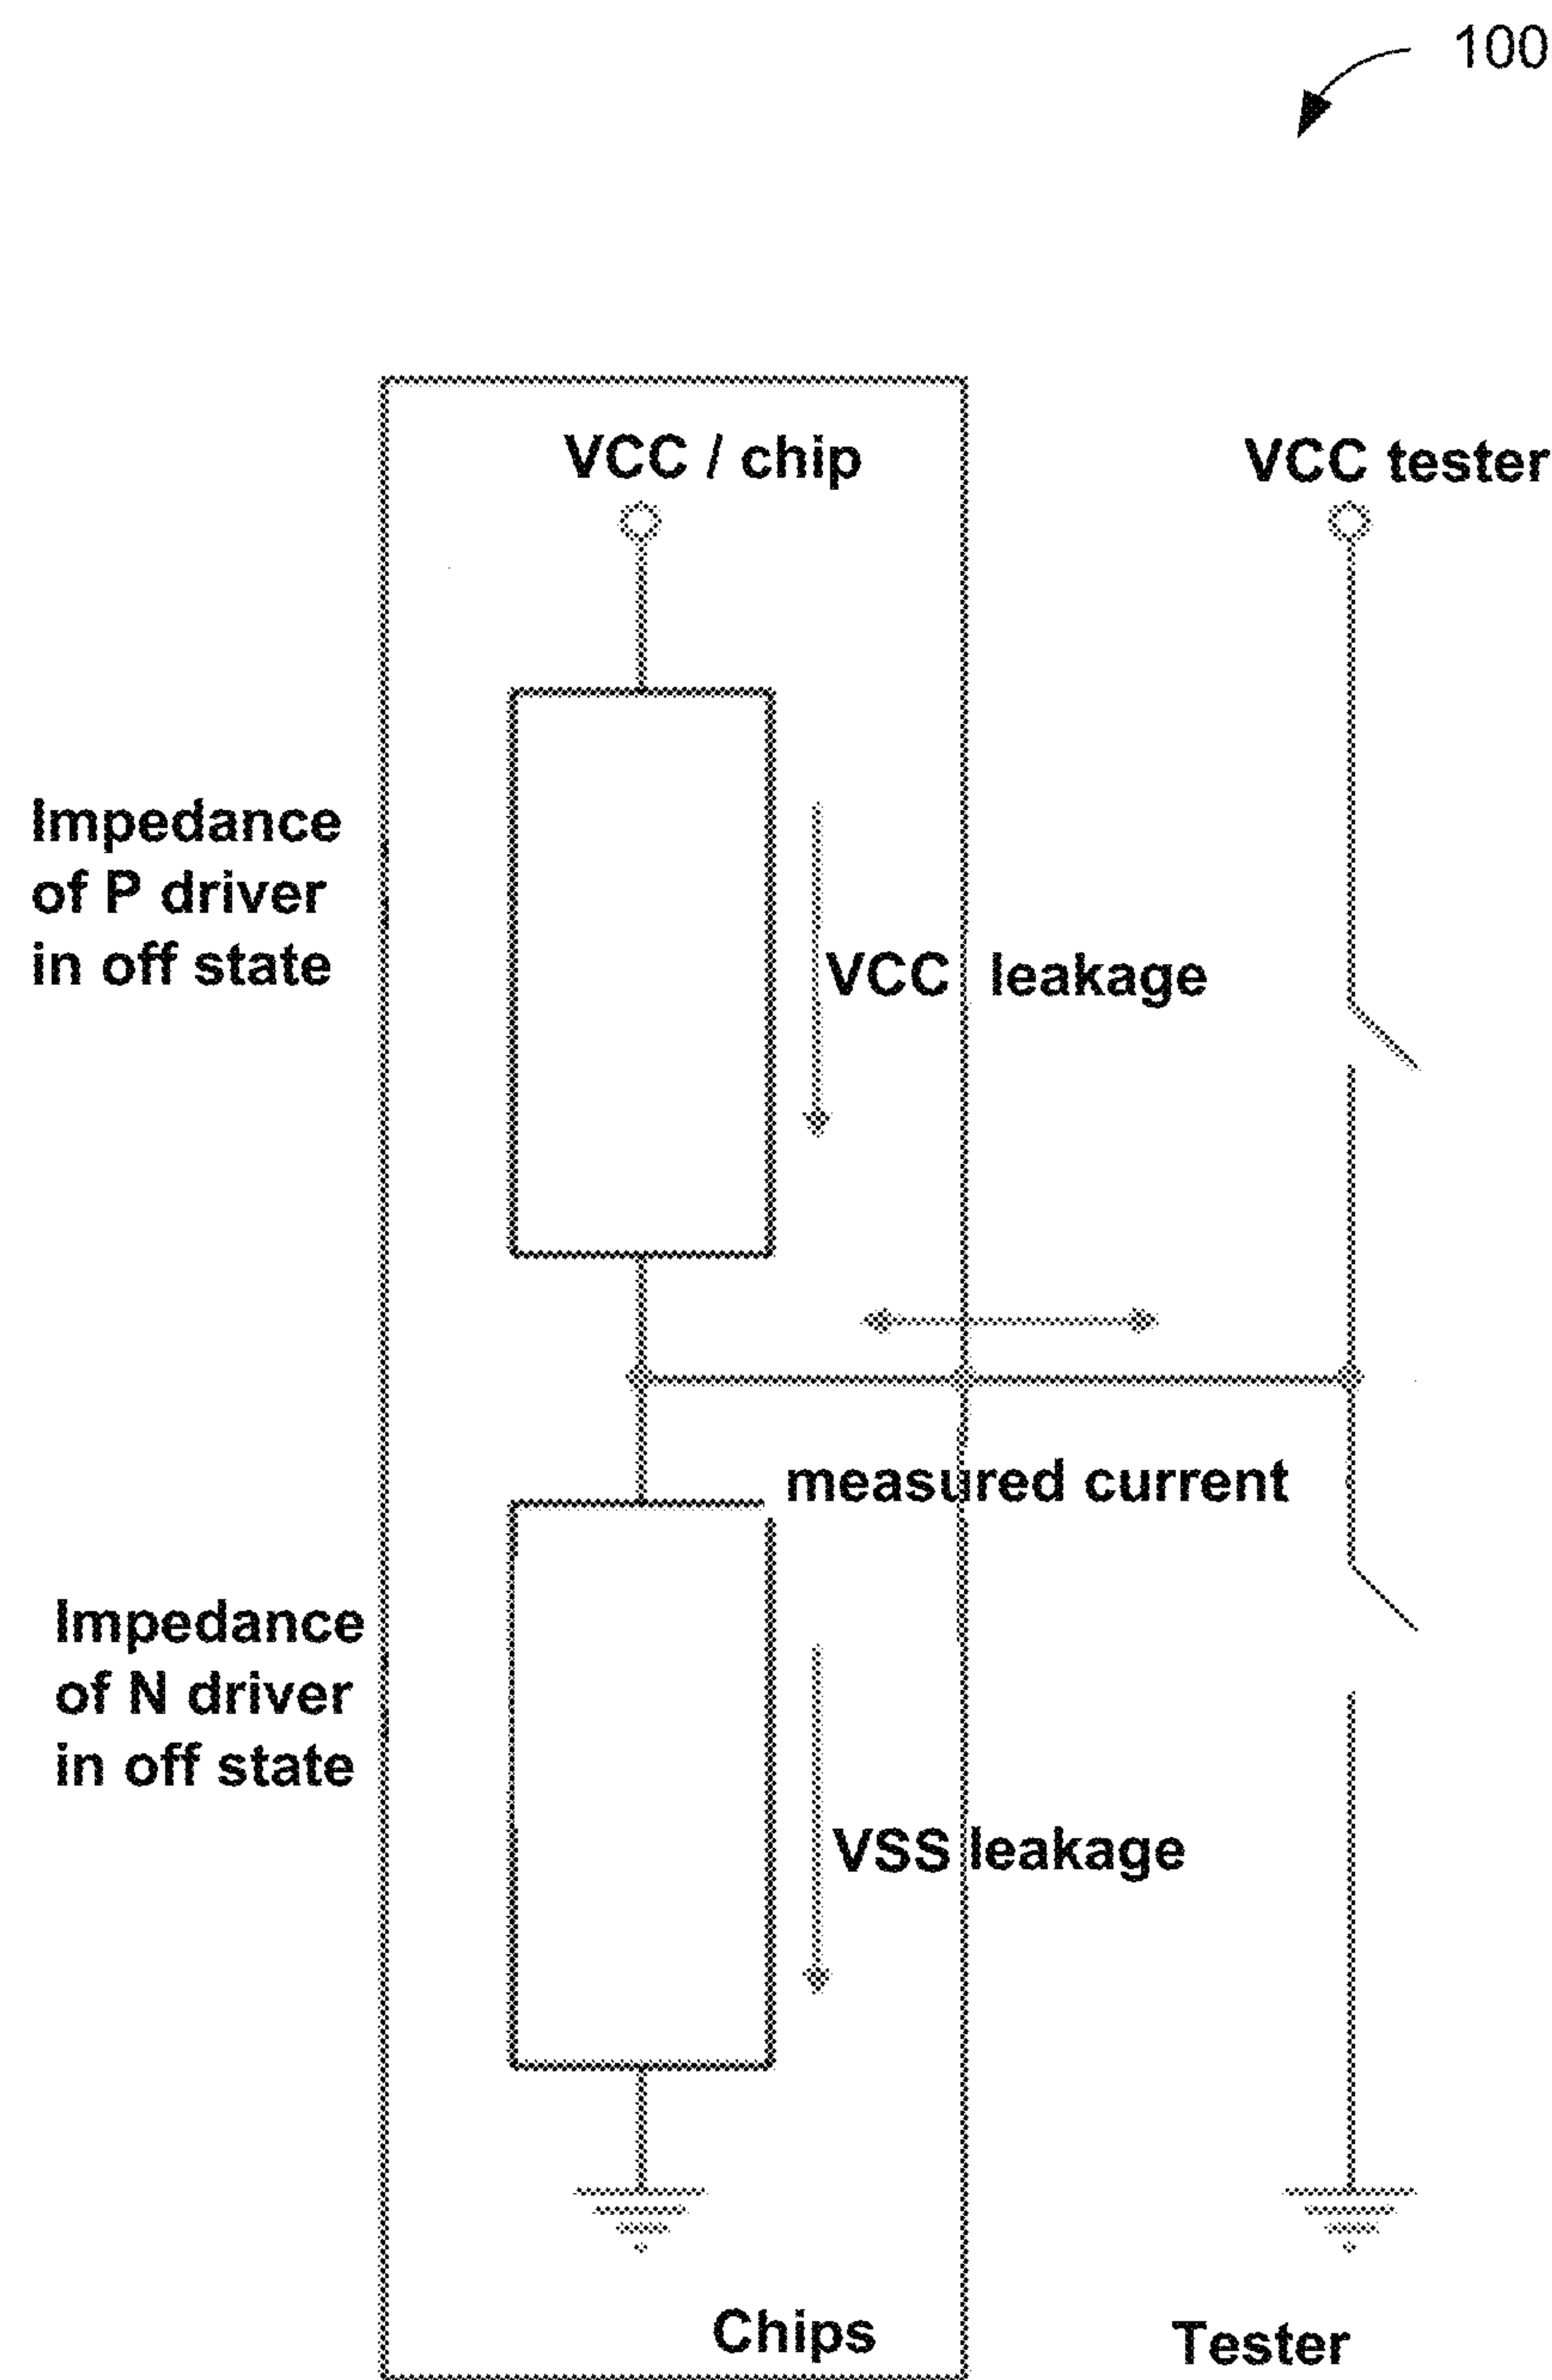 100
VCC / chip
VCC tester
Impedance
of P driver
in off state
VCC leakage
measured current
Impedance
of N driver
in off state
VSS leakage
Chips
Tester